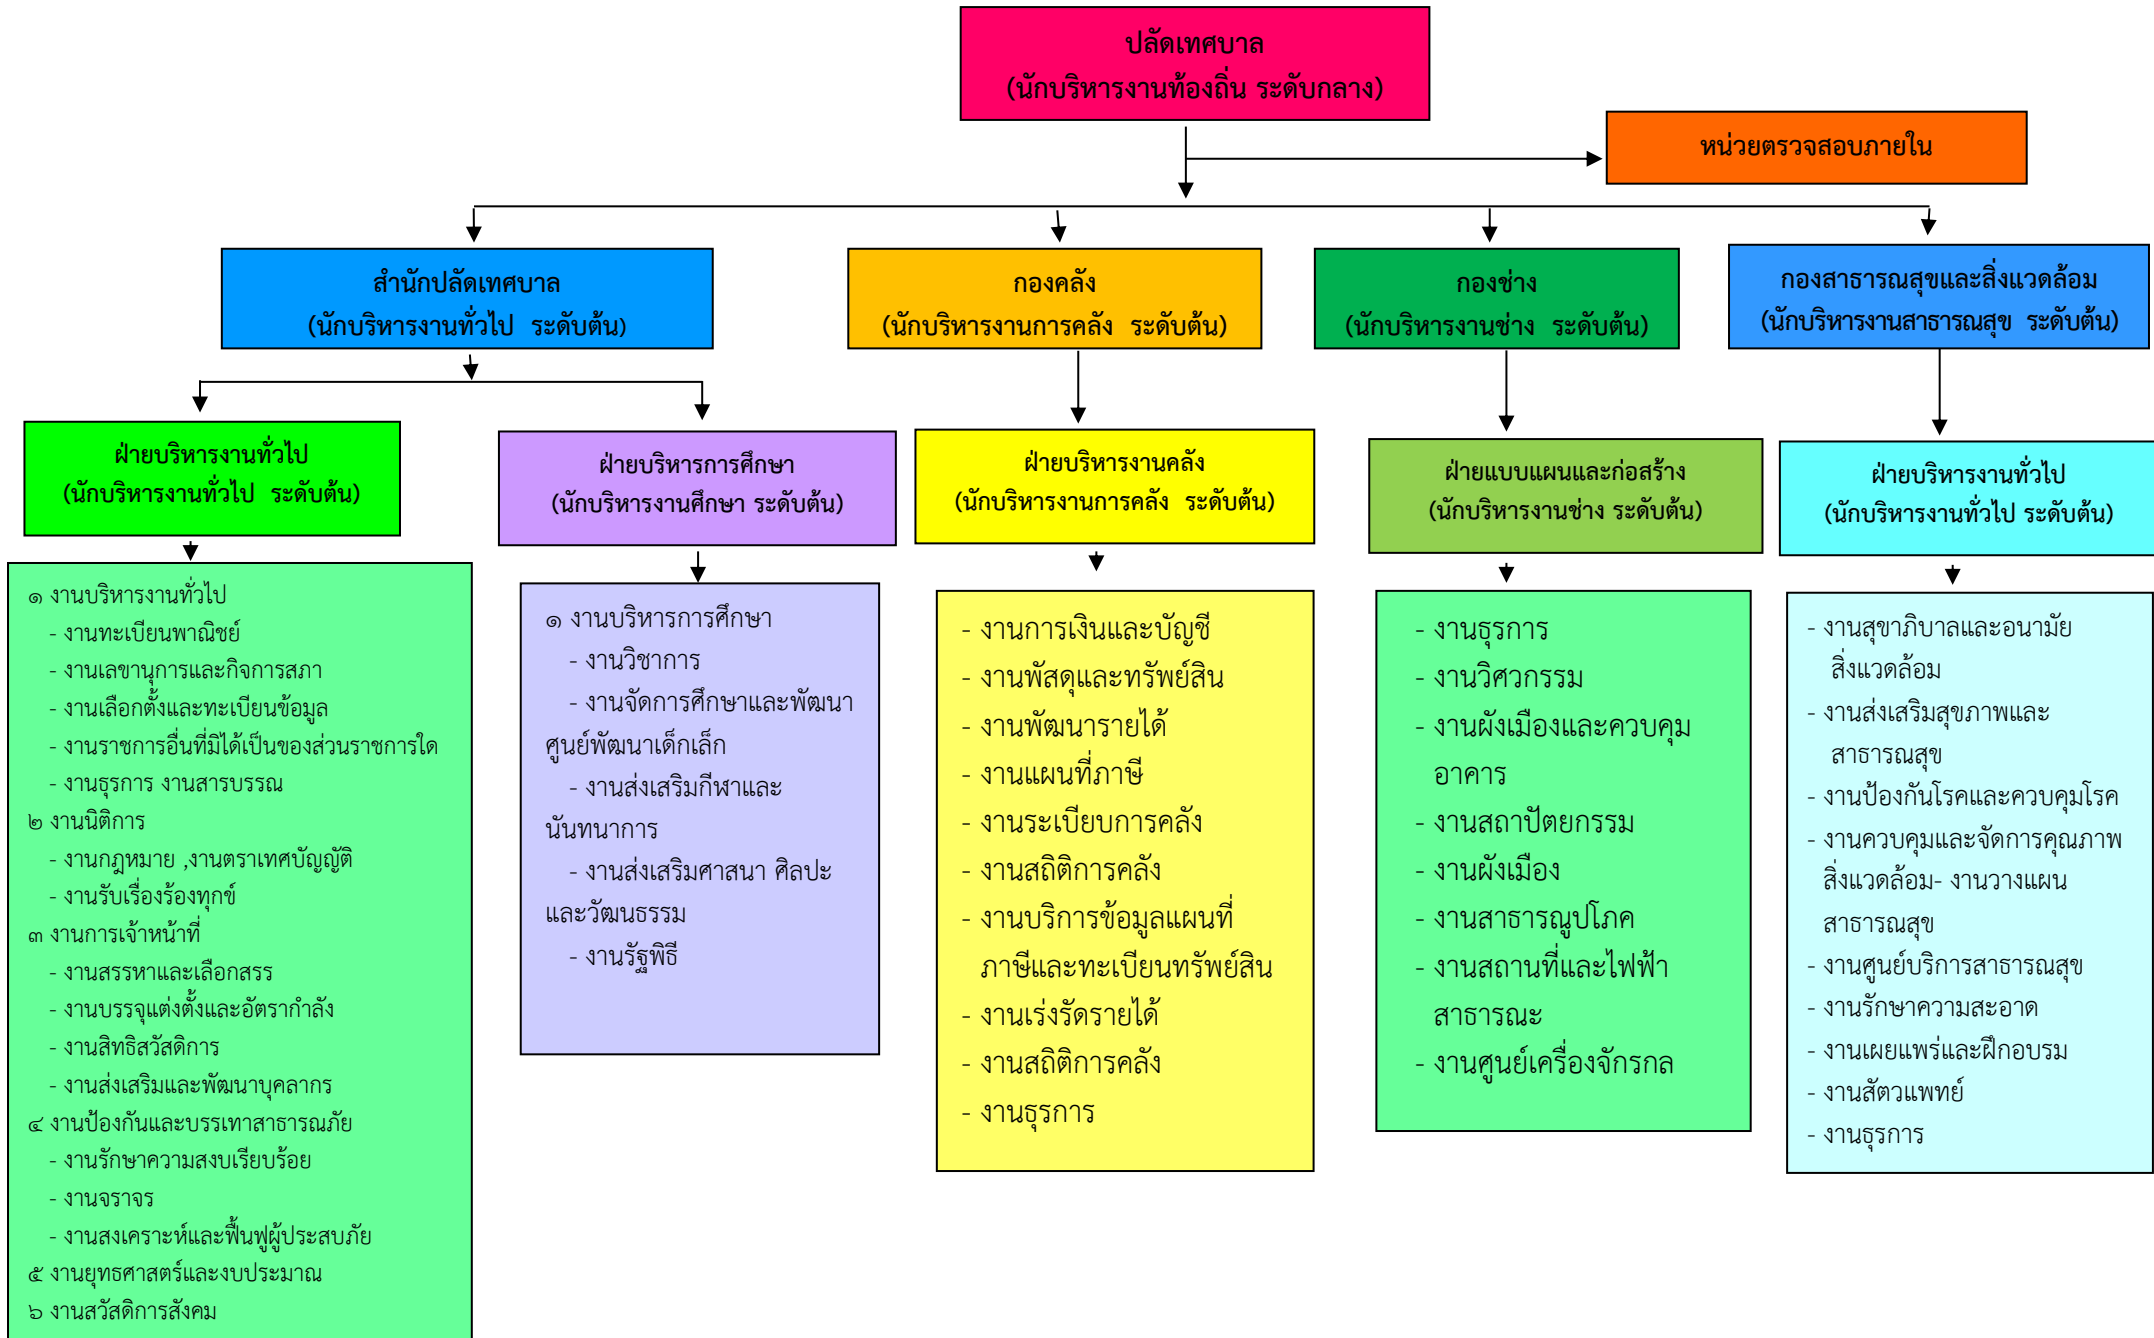 ปลัดเทศบาล
(นักบริหารงานท้องถิ่น ระดับกลาง)
หน่วยตรวจสอบภายใน
สำนักปลัดเทศบาล
(นักบริหารงานทั่วไป ระดับต้น)
กองคลัง
(นักบริหารงานการคลัง ระดับต้น)
กองช่าง
(นักบริหารงานช่าง ระดับต้น)
กองสาธารณสุขและสิ่งแวดล้อม
(นักบริหารงานสาธารณสุข ระดับต้น)
ฝ่ายบริหารงานทั่วไป
(นักบริหารงานทั่วไป ระดับต้น)
ฝ่ายบริหารการศึกษา
(นักบริหารงานศึกษา ระดับต้น)
ฝ่ายบริหารงานคลัง
(นักบริหารงานการคลัง ระดับต้น)
ฝ่ายแบบแผนและก่อสร้าง
(นักบริหารงานช่าง ระดับต้น)
ฝ่ายบริหารงานทั่วไป
(นักบริหารงานทั่วไป ระดับต้น)
๑ งานบริหารงานทั่วไป
- งานทะเบียนพาณิชย์
- งานเลขานุการและกิจการสภา
- งานเลือกตั้งและทะเบียนข้อมูล
- งานราชการอื่นที่มิได้เป็นของส่วนราชการใด
- งานธุรการ งานสารบรรณ
๒ งานนิติการ
- งานกฎหมาย ,งานตราเทศบัญญัติ
- งานรับเรื่องร้องทุกข์
๓ งานการเจ้าหน้าที่
- งานสรรหาและเลือกสรร
- งานบรรจุแต่งตั้งและอัตรากำลัง
- งานสิทธิสวัสดิการ
- งานส่งเสริมและพัฒนาบุคลากร
๔ งานป้องกันและบรรเทาสาธารณภัย
- งานรักษาความสงบเรียบร้อย
- งานจราจร
- งานสงเคราะห์และฟื้นฟูผู้ประสบภัย
๕ งานยุทธศาสตร์และงบประมาณ
๖ งานสวัสดิการสังคม
๑ งานบริหารการศึกษา
- งานวิชาการ
- งานจัดการศึกษาและพัฒนา
ศูนย์พัฒนาเด็กเล็ก
- งานส่งเสริมกีฬาและ
นันทนาการ
- งานส่งเสริมศาสนา ศิลปะ
และวัฒนธรรม
- งานรัฐพิธี
- งานการเงินและบัญชี
- งานพัสดุและทรัพย์สิน
- งานพัฒนารายได้
- งานแผนที่ภาษี
- งานระเบียบการคลัง
- งานสถิติการคลัง
- งานบริการข้อมูลแผนที่
ภาษีและทะเบียนทรัพย์สิน
- งานเร่งรัดรายได้
- งานสถิติการคลัง
- งานธุรการ
- งานธุรการ
- งานวิศวกรรม
- งานผังเมืองและควบคุม
อาคาร
- งานสถาปัตยกรรม
- งานผังเมือง
- งานสาธารณูปโภค
- งานสถานที่และไฟฟ้า
สาธารณะ
- งานศูนย์เครื่องจักรกล
- งานสุขาภิบาลและอนามัย
สิ่งแวดล้อม
- งานส่งเสริมสุขภาพและ
สาธารณสุข
- งานป้องกันโรคและควบคุมโรค
- งานควบคุมและจัดการคุณภาพ
สิ่งแวดล้อม- งานวางแผน
สาธารณสุข
- งานศูนย์บริการสาธารณสุข
- งานรักษาความสะอาด
- งานเผยแพร่และฝึกอบรม
- งานสัตวแพทย์
- งานธุรการ